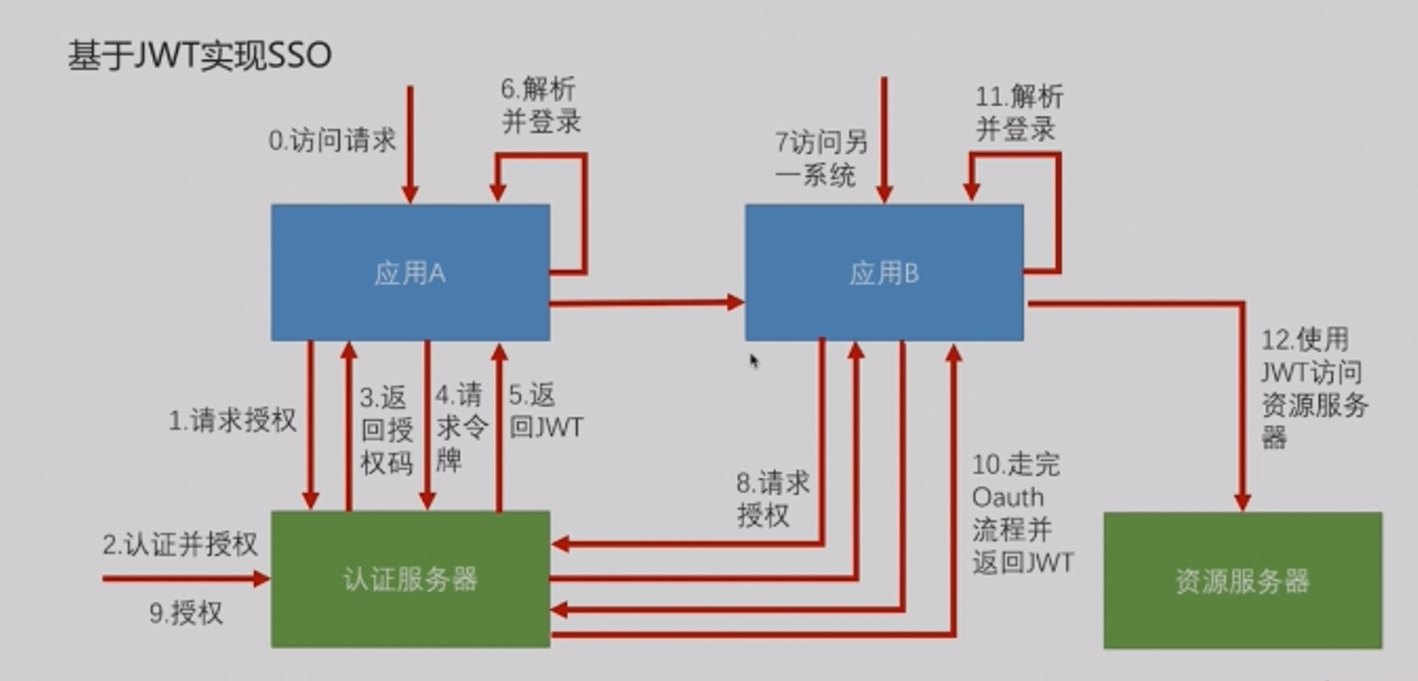 基于JWT实现SSO
0.访问请求
6.解析
并登录
7访问另
一系统
11.解析
并登录
应用A
应用B
1.请求授权
3.返
回授
权码
4.请
求令
牌
5.返
回JWT
12.使用
JWT访问
资源服务
器
8.请求
授权
10.走完
Oauth
流程并
返回JWT
2.认证并授权
9.授权
认证服务器
资源服务器